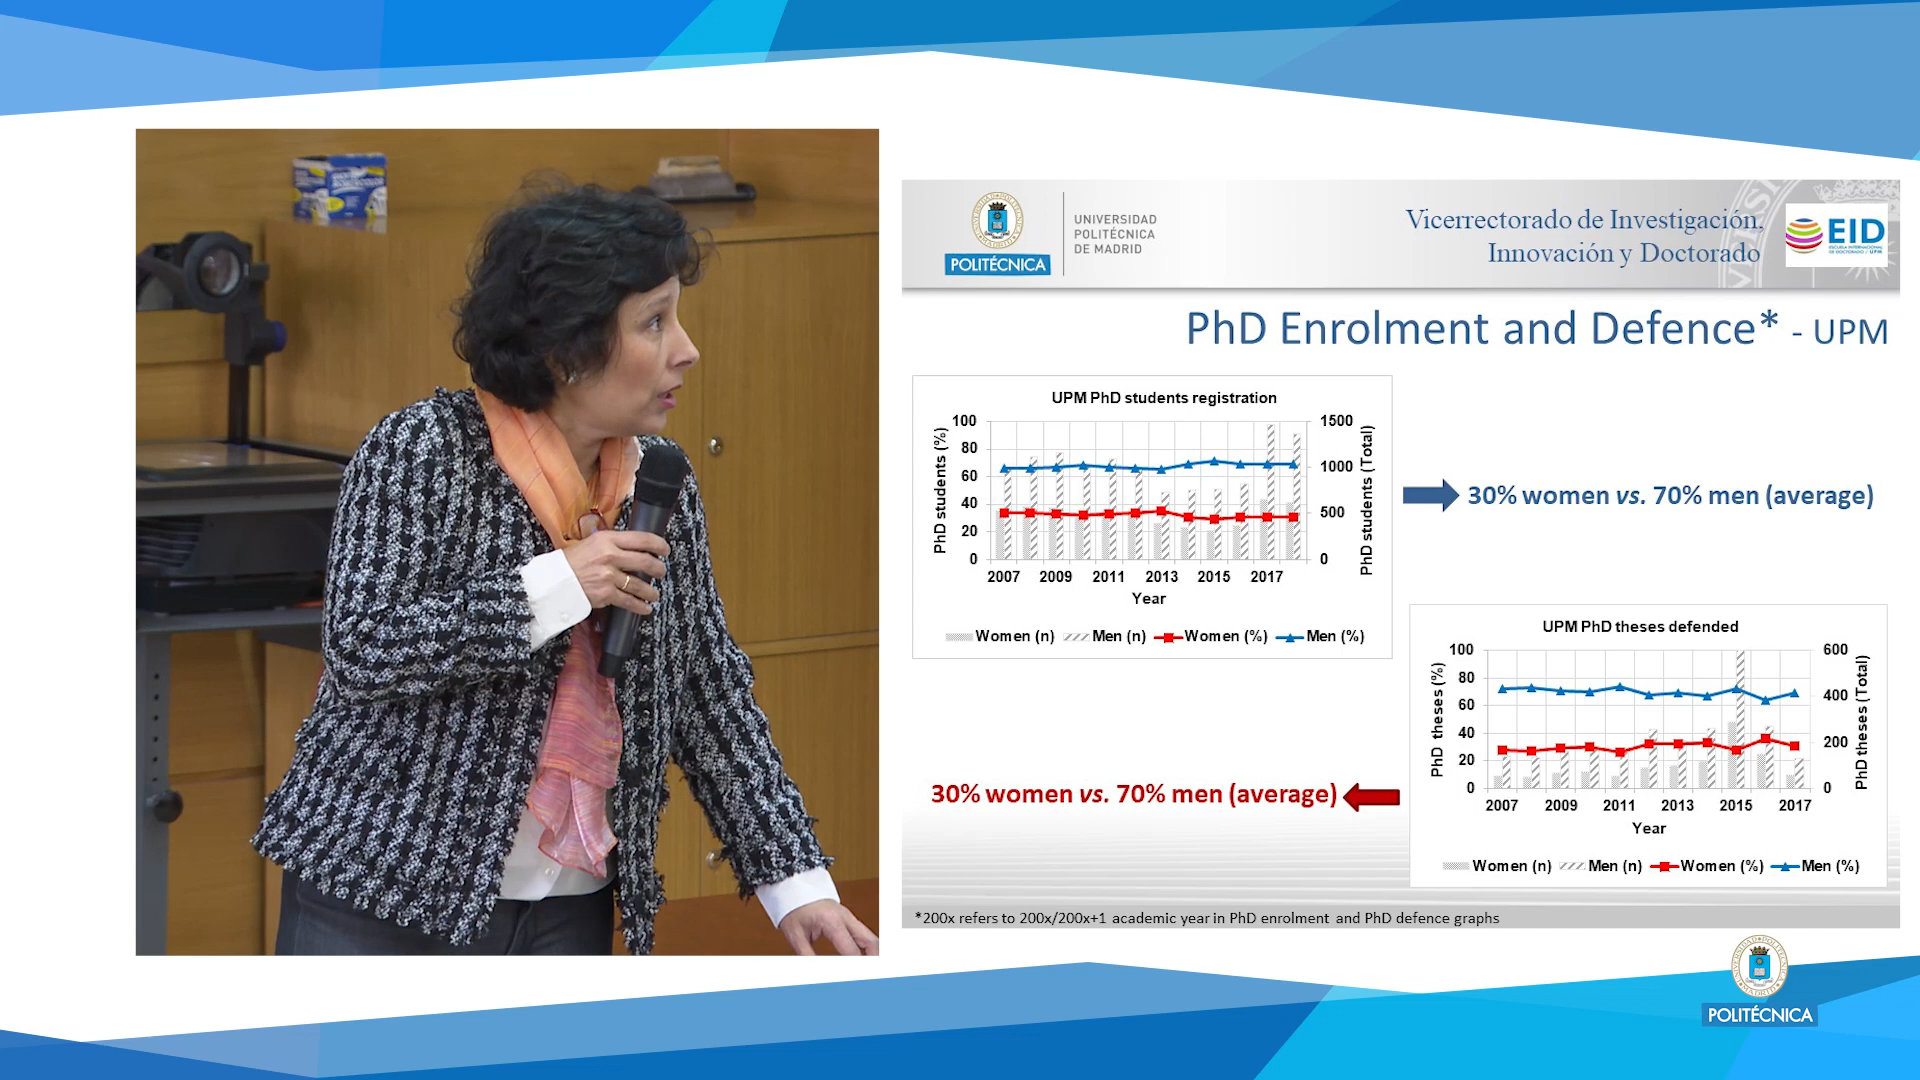 UNIVERSIDAD
POLITÉCNICA
DE MADRID
POLITÉCNICA
Vicerrectorado de Investigación,
Innovación y Doctorado
EID
ESCUELA INTERNACIONAL
DE DOCTORADO / UPM
PhD Enrolment and Defence* - UPM
UPM PhD students registration
PhD students (%)
100
80
60
40
20
0
1500
1000
500
0
PhD students (Total)
2007 2009 2011 2013 2015 2017
Year
Women (n) Men (n) Women (%) Men (%)
30% women vs. 70% men (average)
UPM PhD theses defended
PhD theses (%)
100
80
60
40
20
0
600
400
200
0
PhD theses (Total)
2007 2009 2011 2013 2015 2017
Year
Women (n) Men (n) Women (%) Men (%)
30% women vs. 70% men (average)
*200x refers to 200x/200x+1 academic year in PhD enrolment and PhD defence graphs
POLITÉCNICA